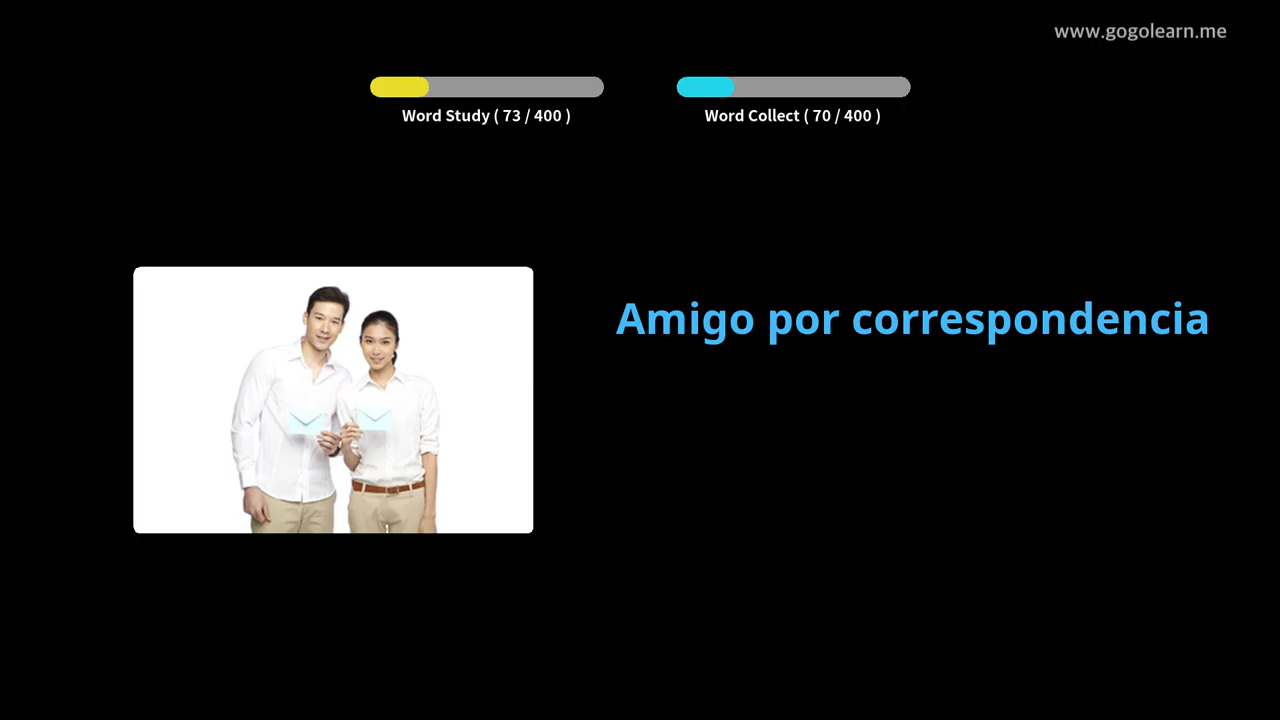 www.gogolearn.me
Word Study ( 73 / 400 )
Word Collect ( 70 / 400 )
Amigo por correspondencia